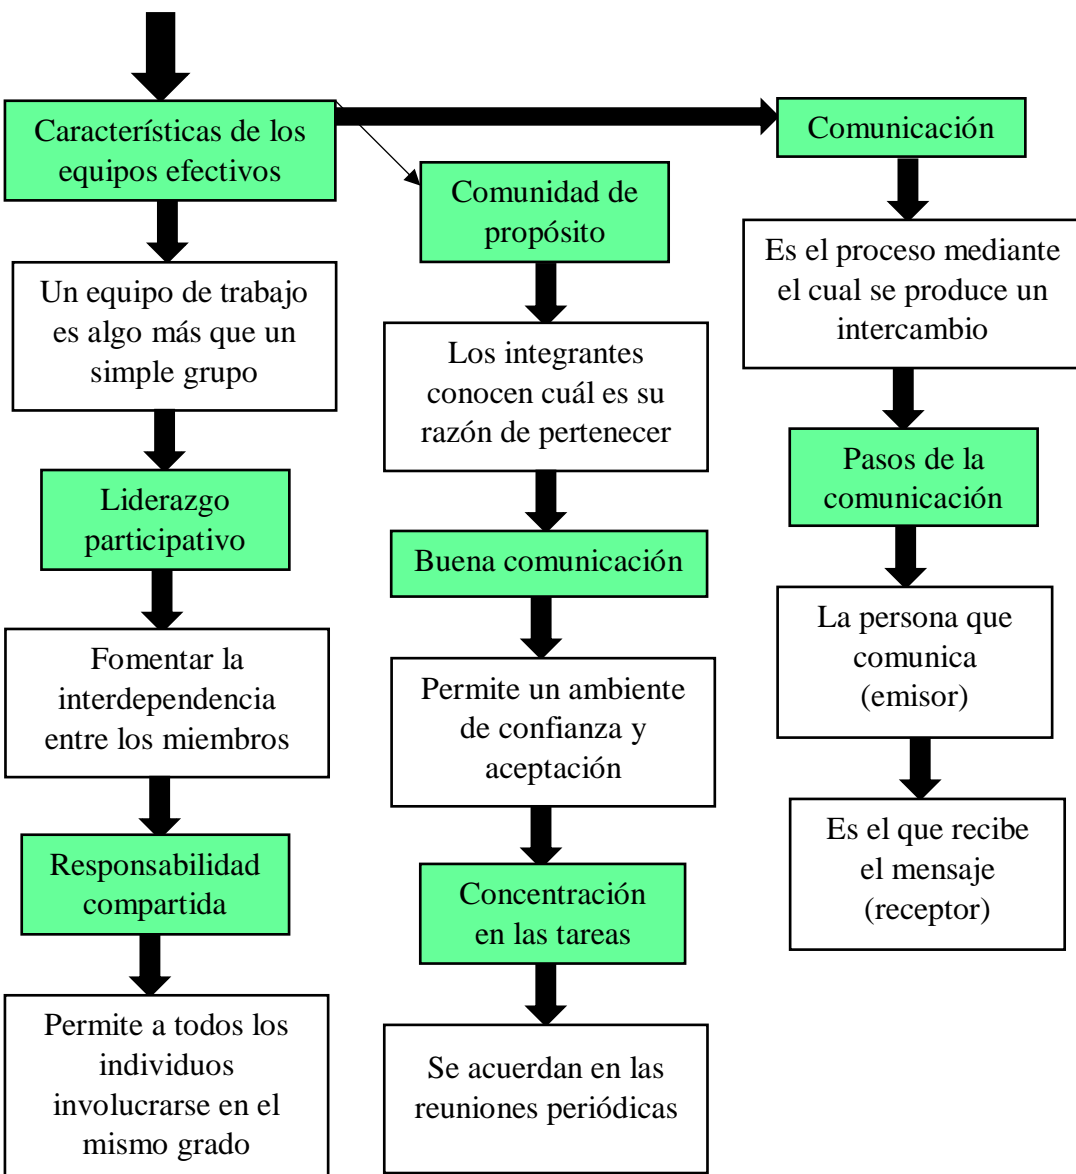 Características de los
equipos efectivos
Un equipo de trabajo
es algo más que un
simple grupo
Liderazgo
participativo
Fomentar la
interdependencia
entre los miembros
Responsabilidad
compartida
Permite a todos los
individuos
involucrarse en el
mismo grado
Comunidad de
propósito
Los integrantes
conocen cuál es su
razón de pertenecer
Buena comunicación
Permite un ambiente
de confianza y
aceptación
Concentración
en las tareas
Se acuerdan en las
reuniones periódicas
Comunicación
Es el proceso mediante
el cual se produce un
intercambio
Pasos de la
comunicación
La persona que
comunica
(emisor)
Es el que recibe
el mensaje
(receptor)